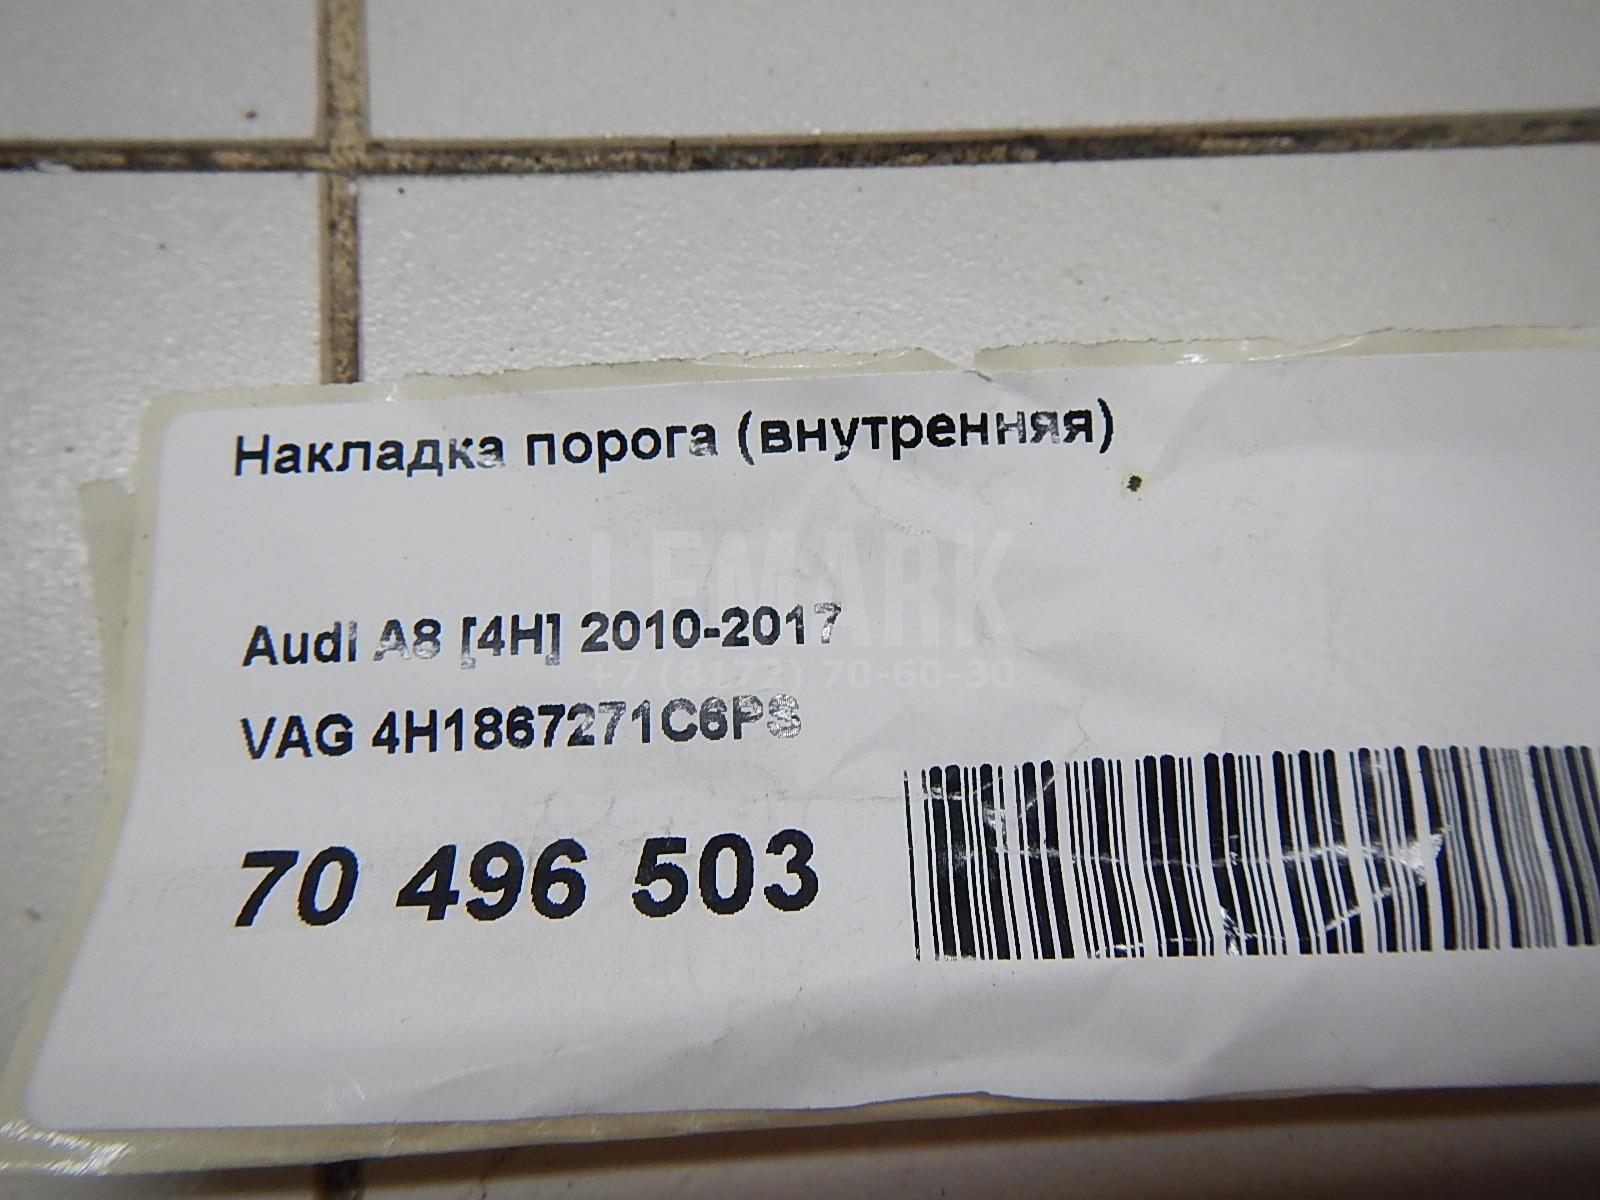 Накладка порога (внутренняя)
LEMARK
Audi A8 [4H] 2010-2017
+7 (8172) 70-60-30
VAG 4H1867271C6PS
70 496 503